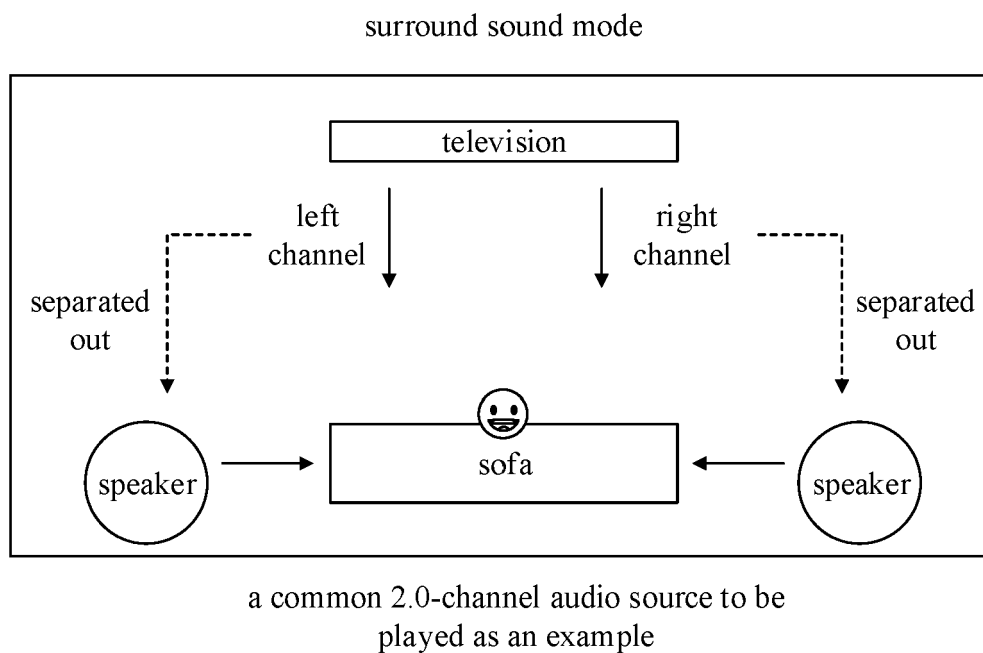 surround sound mode
television
left
channel
right
channel
separated
out
separated
out
speaker
sofa
speaker
a common 2.0-channel audio source to be
played as an example